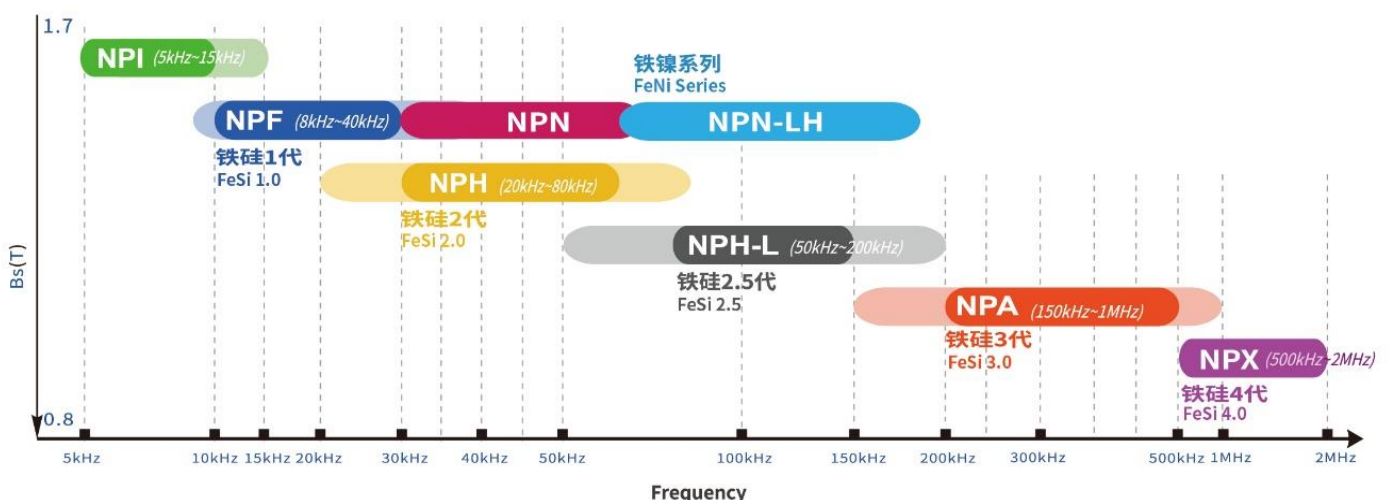 1.7
NPI (5kHz~15kHz)
铁镍系列
FeNi Series
NPF (8kHz~40kHz)
NPN
NPN-LH
铁硅1代
FeSi 1.0
NPH (20kHz~80kHz)
铁硅2代
FeSi 2.0
NPH-L (50kHz~200kHz)
铁硅2.5代
FeSi 2.5
Bs(T)
NPA (150kHz~1MHz)
铁硅3代
FeSi 3.0
NPX (500kHz~2MHz)
铁硅4代
FeSi 4.0
0.8
5kHz 10kHz 15kHz 20kHz 30kHz 40kHz 50kHz 100kHz 150kHz 200kHz 300kHz 500kHz 1MHz 2MHz
Frequency